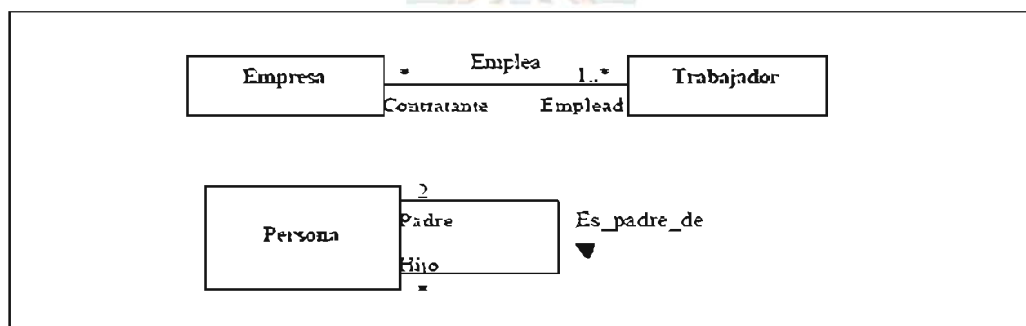 Emplea
Empresa * 1..* Trabajador
Contratante Emplead
2
Padre
Persona Es_padre_de
Hijo
*